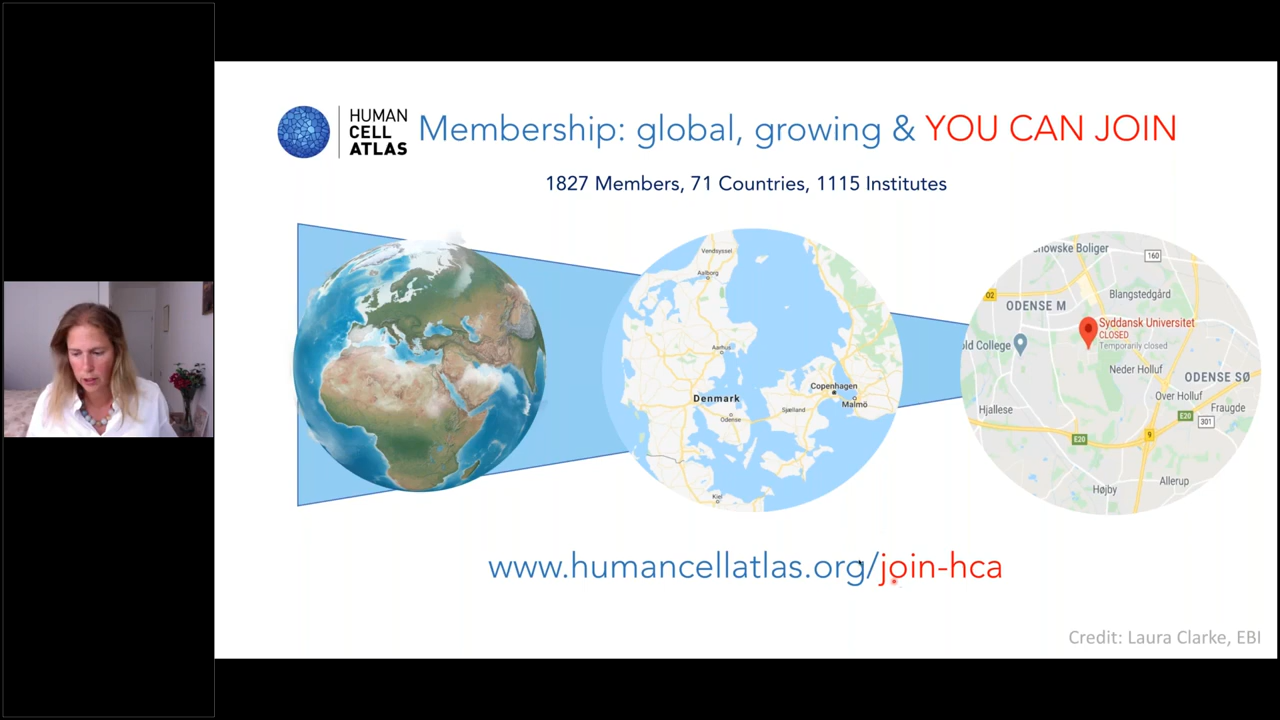 HUMAN
CELL
ATLAS
Membership: global, growing & YOU CAN JOIN
1827 Members, 71 Countries, 1115 Institutes
Vendsyssel
Aalborg
Aarhus
Denmark
Odense
Sjælland
Copenhagen
Malmö
Kiel
nowske Boliger
160
Blangstedgård
O2
ODENSE M
Syddansk Universitet
CLOSED
Temporarily closed
old College
Neder Holluf
ODENSE SØ
Over Holluf
Hjallese
E20
Fraugde
301
E20
9
Allerup
Højby
www.humancellatlas.org/join-hca
Credit: Laura Clarke, EBI